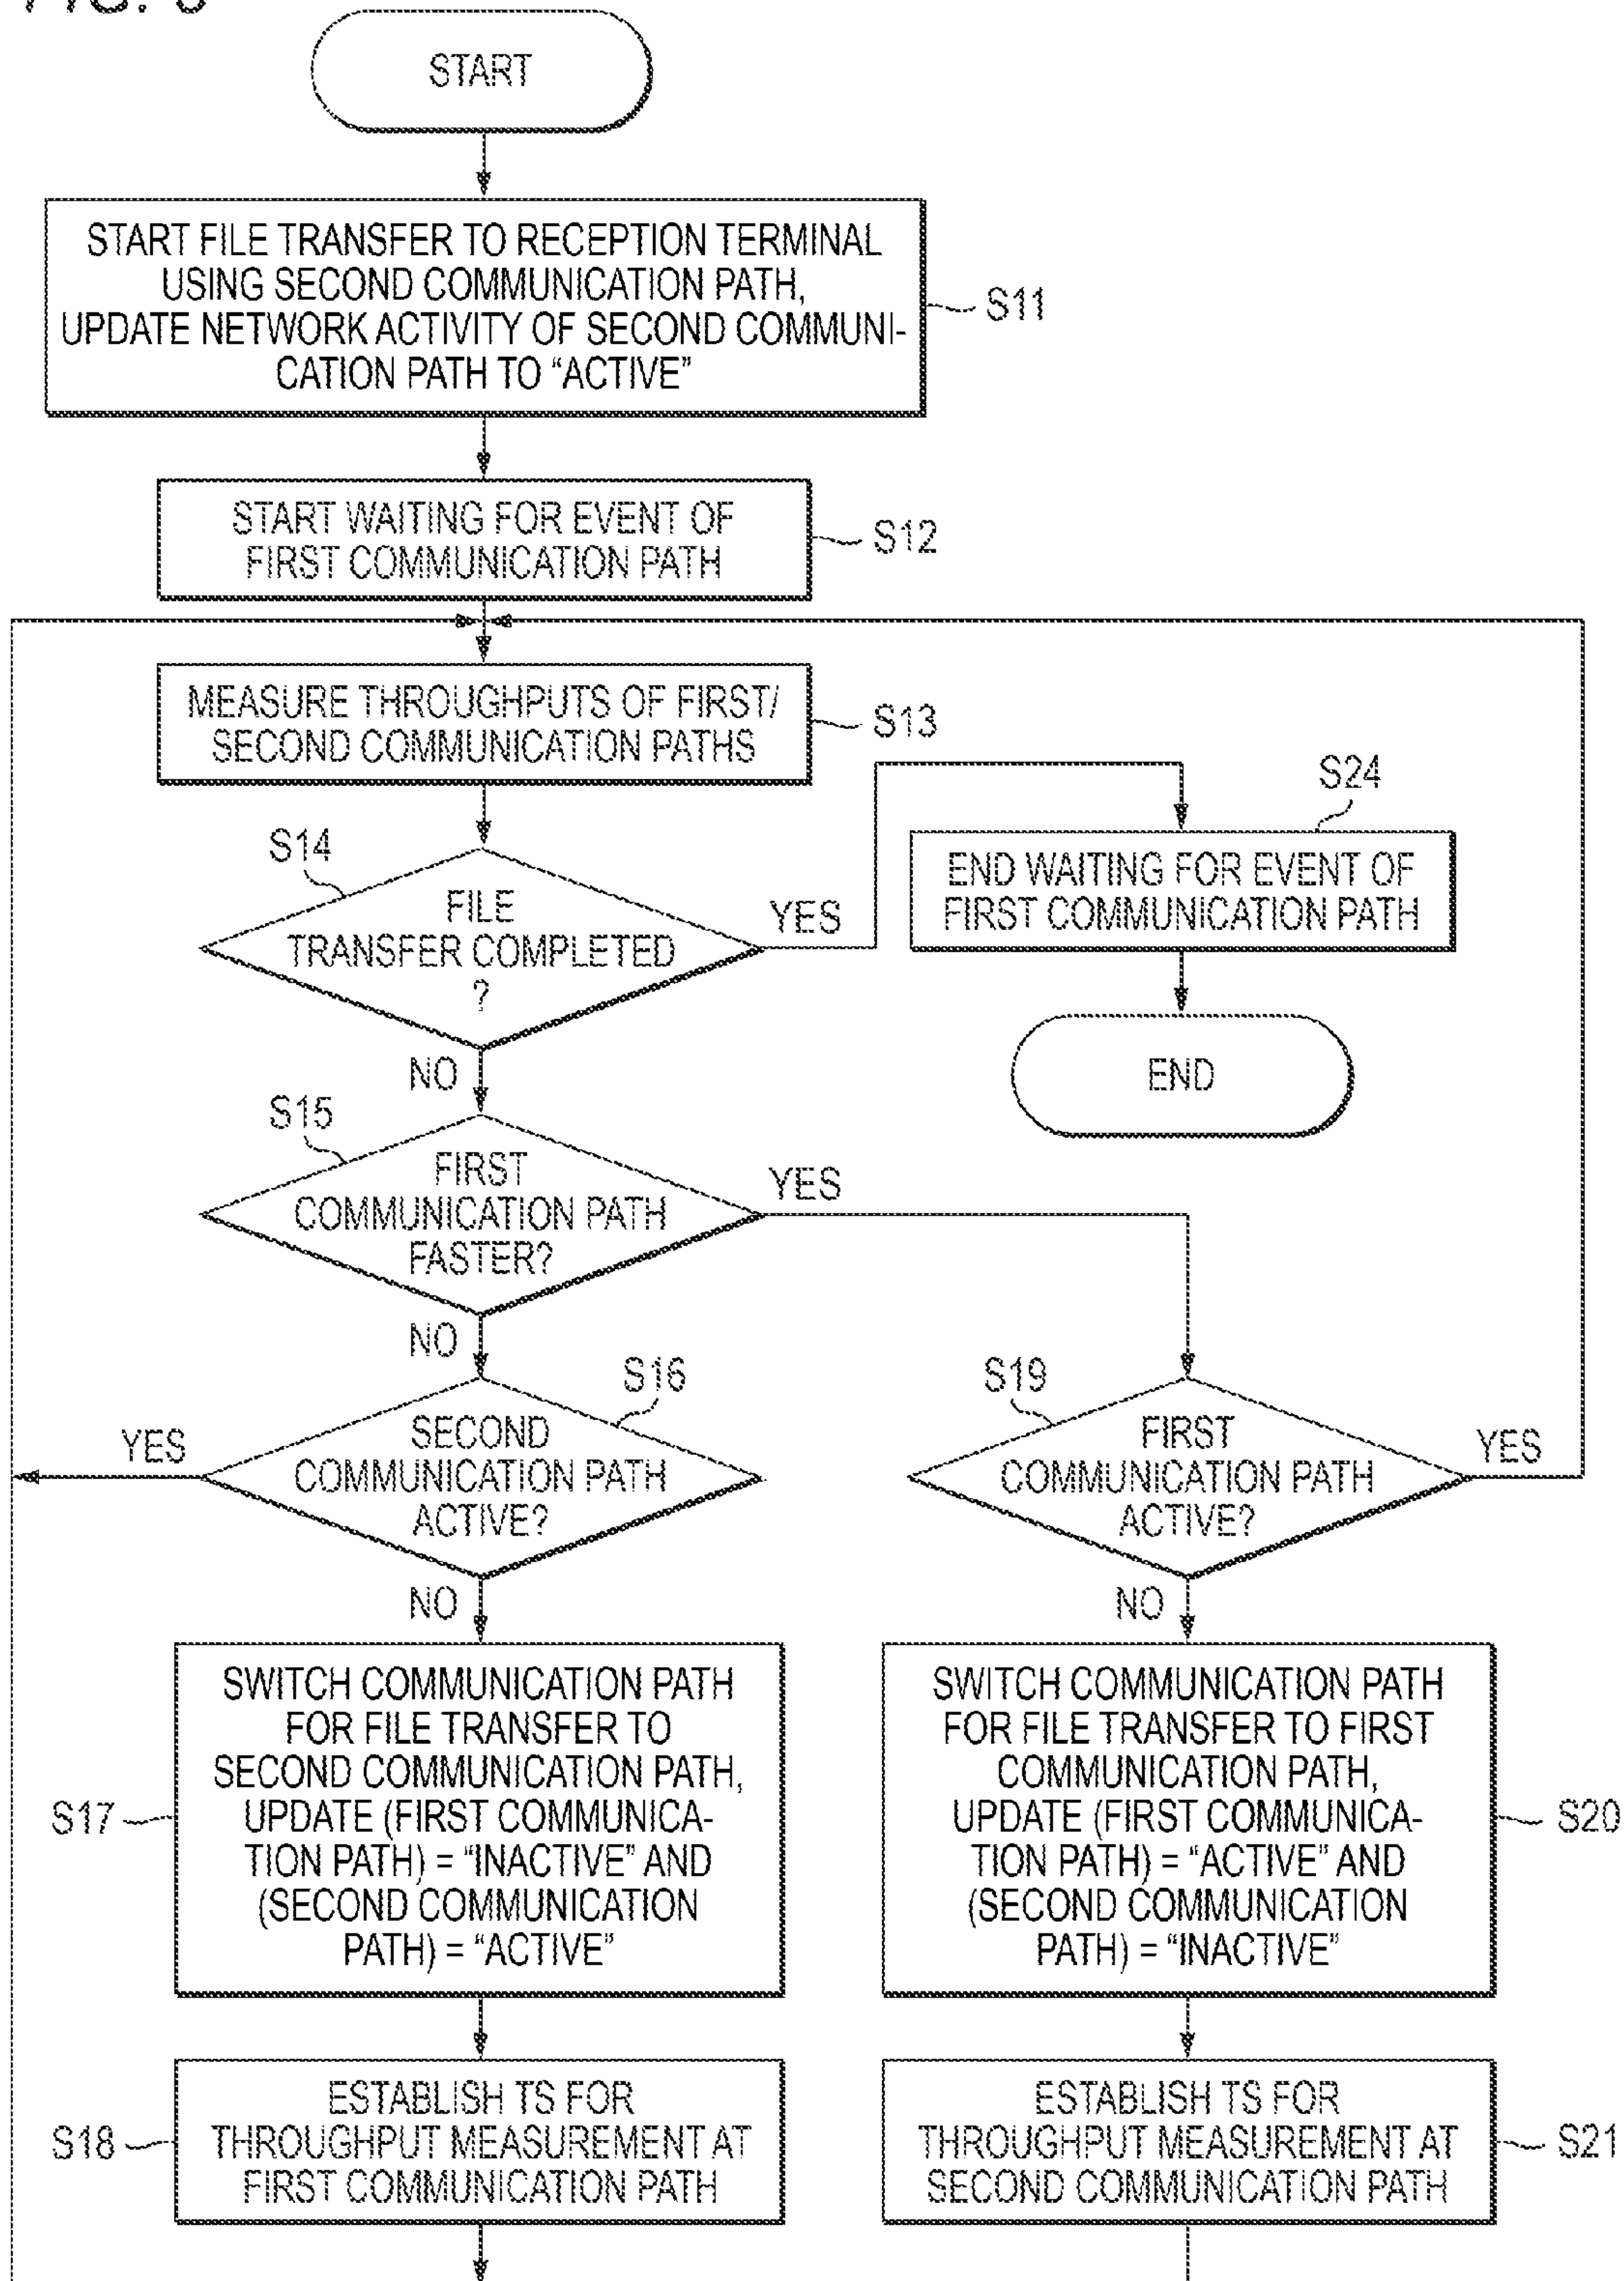 START
START FILE TRANSFER TO RECEPTION TERMINAL
USING SECOND COMMUNICATION PATH,
UPDATE NETWORK ACTIVITY OF SECOND COMMUNI-
CATION PATH TO “ACTIVE”
S11
START WAITING FOR EVENT OF
FIRST COMMUNICATION PATH
S12
MEASURE THROUGHPUTS OF FIRST/
SECOND COMMUNICATION PATHS
S13
S14
FILE
TRANSFER COMPLETED
?
YES
NO
S24
END WAITING FOR EVENT OF
FIRST COMMUNICATION PATH
END
S15
FIRST
COMMUNICATION PATH
FASTER?
YES
NO
S16
SECOND
COMMUNICATION PATH
ACTIVE?
YES
NO
S19
FIRST
COMMUNICATION PATH
ACTIVE?
YES
NO
S17
SWITCH COMMUNICATION PATH
FOR FILE TRANSFER TO
SECOND COMMUNICATION PATH,
UPDATE (FIRST COMMUNICA-
TION PATH) = “INACTIVE” AND
(SECOND COMMUNICATION
PATH) = “ACTIVE”
SWITCH COMMUNICATION PATH
FOR FILE TRANSFER TO FIRST
COMMUNICATION PATH,
UPDATE (FIRST COMMUNICA-
TION PATH) = “ACTIVE” AND
(SECOND COMMUNICATION
PATH) = “INACTIVE”
S20
S18
ESTABLISH TS FOR
THROUGHPUT MEASUREMENT AT
FIRST COMMUNICATION PATH
ESTABLISH TS FOR
THROUGHPUT MEASUREMENT AT
SECOND COMMUNICATION PATH
S21